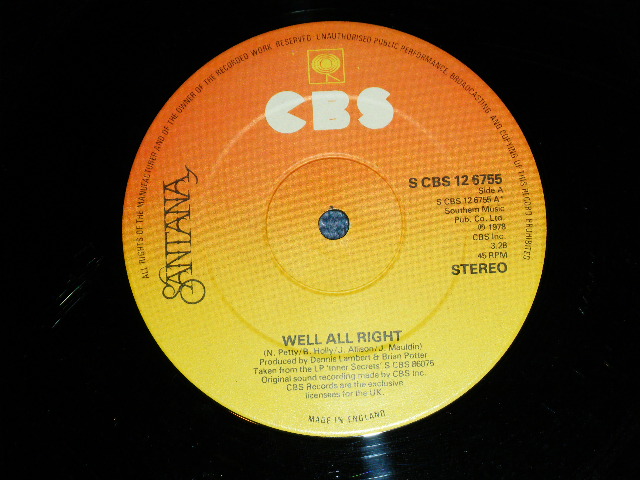 ALL RIGHTS OF THE MANUFACTURER AND OF THE OWNER OF THE RECORDED WORK RESERVED. UNAUTHORISED PUBLIC PERFORMANCE, BROADCASTING AND COPYING OF THIS RECORD PROHIBITED
CBS
SANTANA
S CBS 12 6755
Side A
S CBS 12 6755 A*
Southern Music
Pub. Co. Ltd.
℗ 1978
CBS Inc.
3.28
45 RPM
STEREO
WELL ALL RIGHT
(N. Petty/B. Holly/J. Allison/J. Mauldin)
Produced by Dennis Lambert & Brian Potter
Taken from the LP 'Inner Secrets' S CBS 86075
Original sound recording made by CBS Inc.
CBS Records are the exclusive
licensees for the UK.
MADE IN ENGLAND